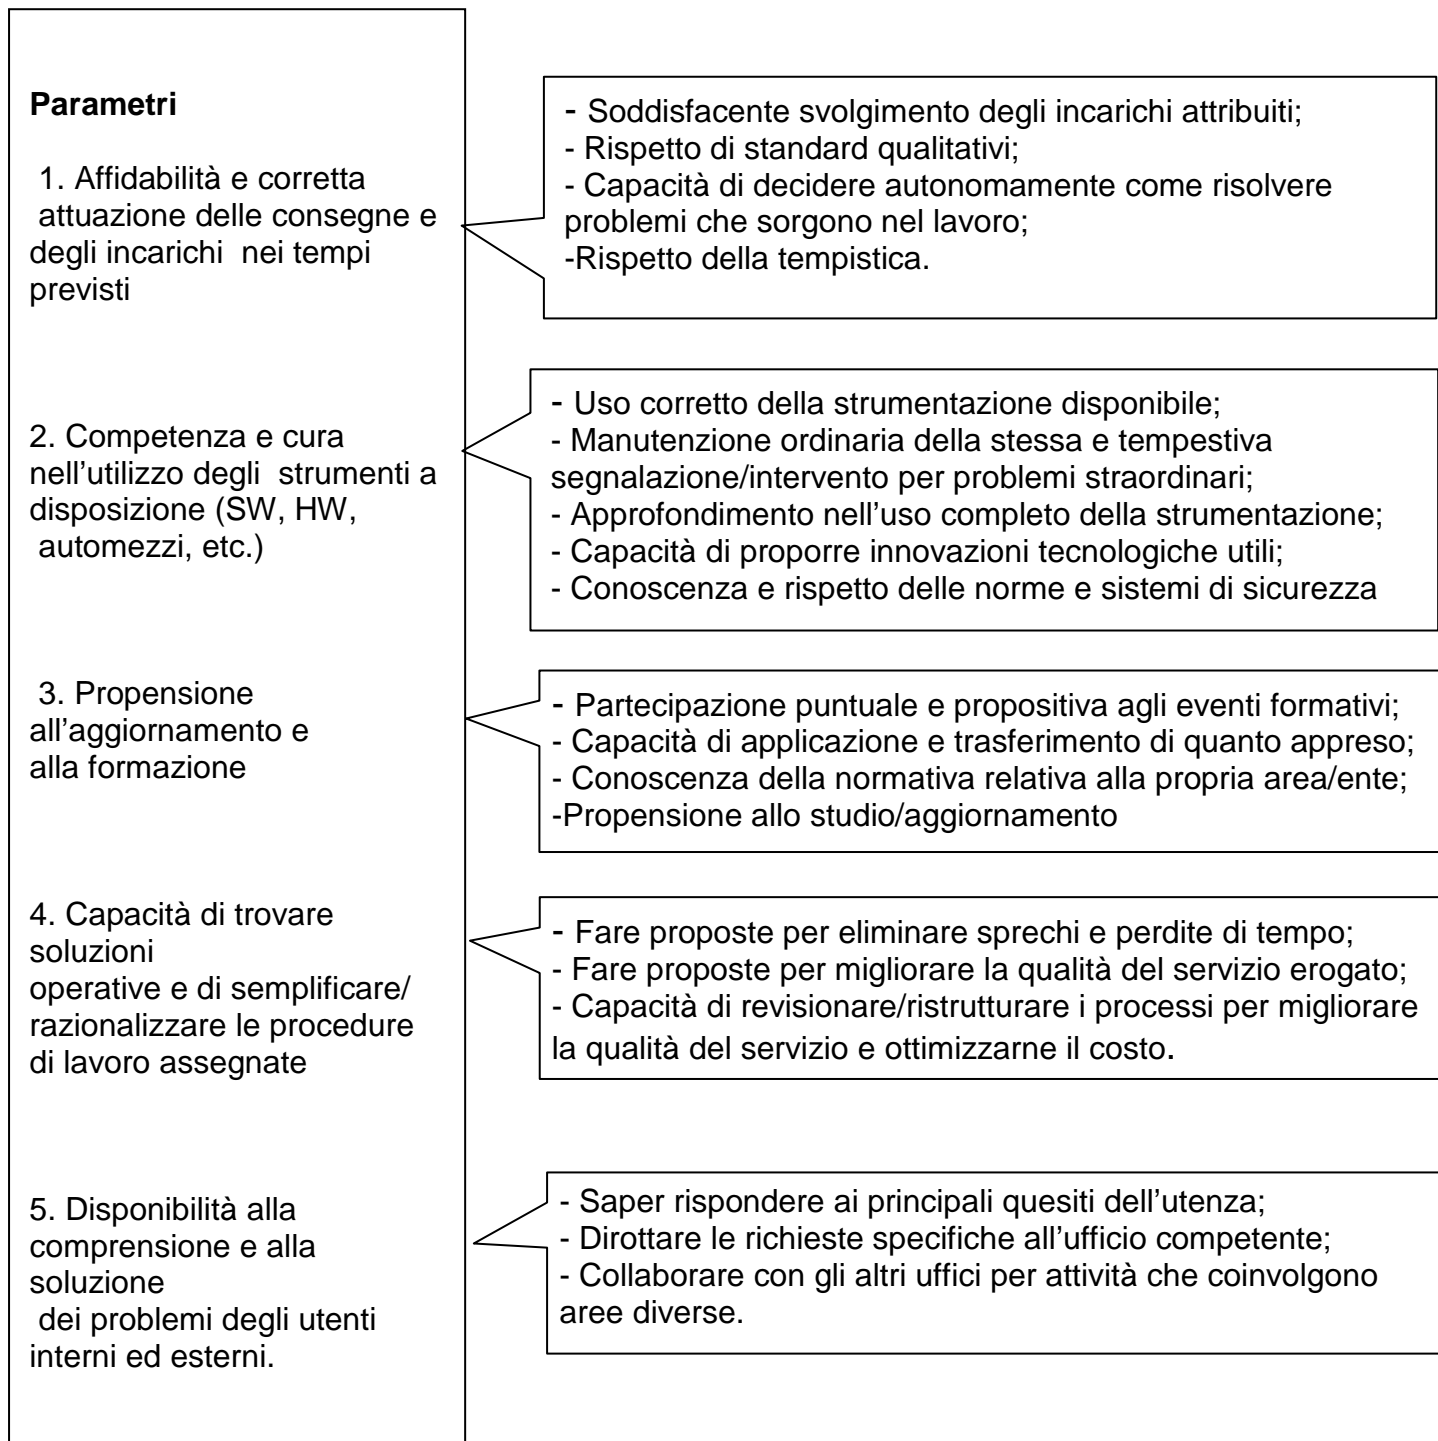 Parametri
1. Affidabilità e corretta
attuazione delle consegne e
degli incarichi nei tempi
previsti
- Soddisfacente svolgimento degli incarichi attribuiti;
- Rispetto di standard qualitativi;
- Capacità di decidere autonomamente come risolvere
problemi che sorgono nel lavoro;
-Rispetto della tempistica.
2. Competenza e cura
nell’utilizzo degli strumenti a
disposizione (SW, HW,
automezzi, etc.)
- Uso corretto della strumentazione disponibile;
- Manutenzione ordinaria della stessa e tempestiva
segnalazione/intervento per problemi straordinari;
- Approfondimento nell’uso completo della strumentazione;
- Capacità di proporre innovazioni tecnologiche utili;
- Conoscenza e rispetto delle norme e sistemi di sicurezza
3. Propensione
all’aggiornamento e
alla formazione
- Partecipazione puntuale e propositiva agli eventi formativi;
- Capacità di applicazione e trasferimento di quanto appreso;
- Conoscenza della normativa relativa alla propria area/ente;
-Propensione allo studio/aggiornamento
4. Capacità di trovare
soluzioni
operative e di semplificare/
razionalizzare le procedure
di lavoro assegnate
- Fare proposte per eliminare sprechi e perdite di tempo;
- Fare proposte per migliorare la qualità del servizio erogato;
- Capacità di revisionare/ristrutturare i processi per migliorare
la qualità del servizio e ottimizzarne il costo.
5. Disponibilità alla
comprensione e alla
soluzione
dei problemi degli utenti
interni ed esterni.
- Saper rispondere ai principali quesiti dell’utenza;
- Dirottare le richieste specifiche all’ufficio competente;
- Collaborare con gli altri uffici per attività che coinvolgono
aree diverse.